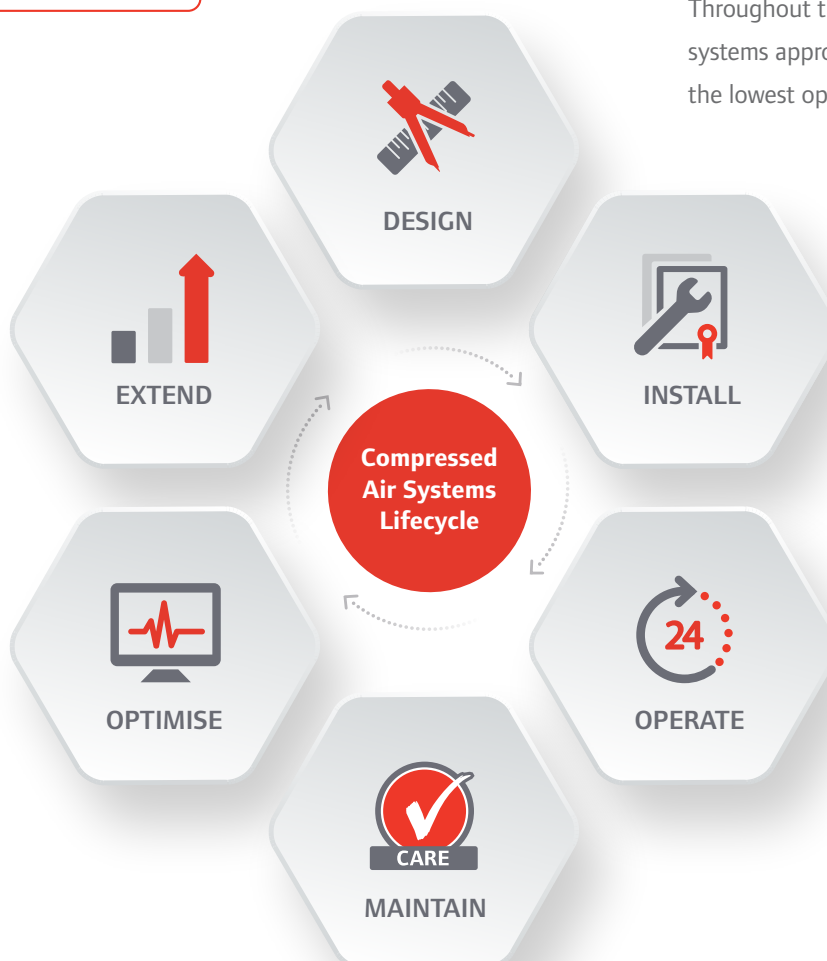 Throughout t
systems appro
the lowest op
DESIGN
EXTEND
INSTALL
Compressed
Air Systems
Lifecycle
OPTIMISE
24
OPERATE
CARE
MAINTAIN